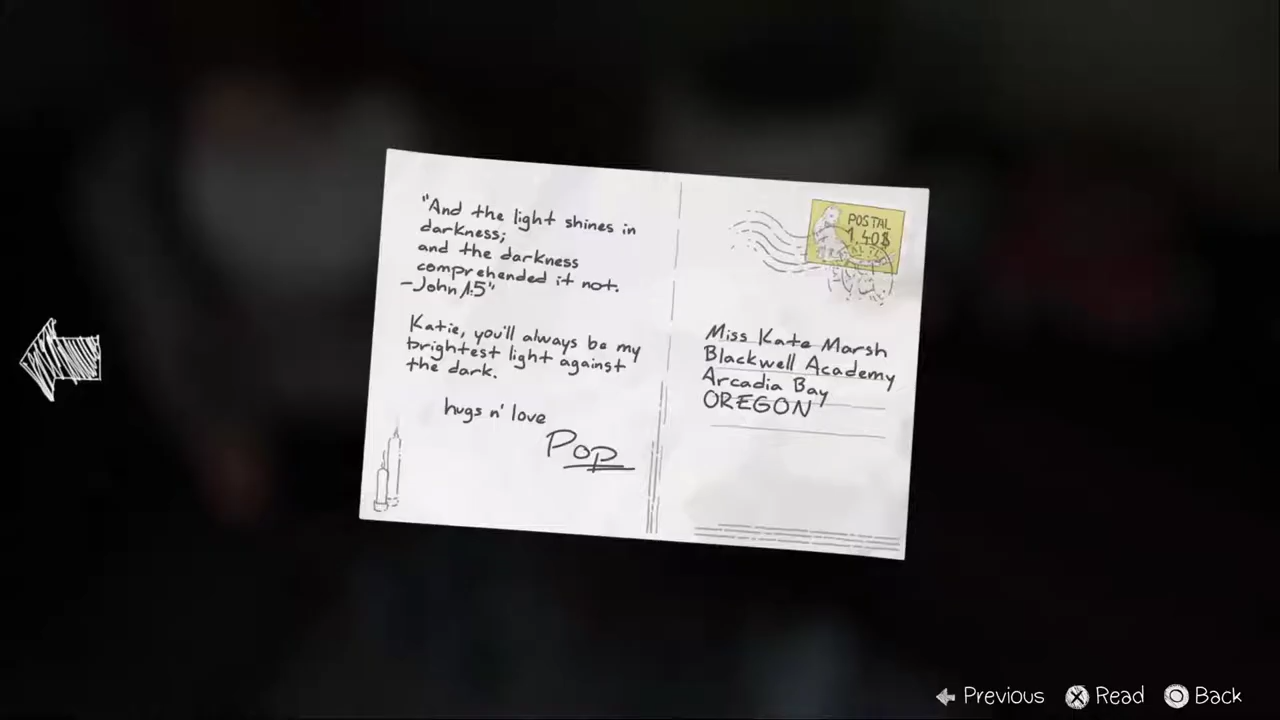 "And the light shines in
darkness;
and the darkness
comprehended it not.
-John 1:5"
Katie, you'll always be my
brightest light against
the dark.
hugs n' love
Pop
POSTAL
1.40$
Miss Kate Marsh
Blackwell Academy
Arcadia Bay
OREGON
Previous
Read
Back